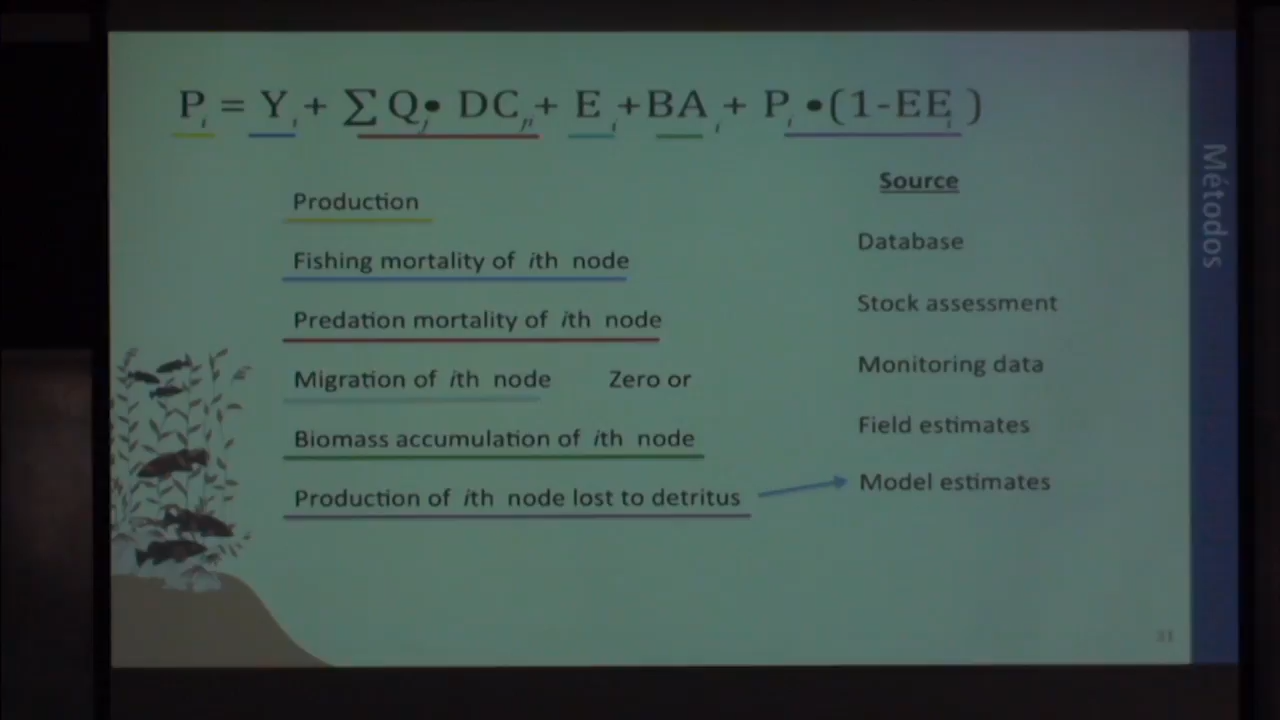 Pᵢ = Yᵢ + ∑ Qⱼ• DCⱼᵢ + Eᵢ + BAᵢ + Pᵢ •(1-EEᵢ)
Source
Production
Database
Fishing mortality of ith node
Stock assessment
Predation mortality of ith node
Monitoring data
Migration of ith node Zero or
Field estimates
Biomass accumulation of ith node
Model estimates
Production of ith node lost to detritus
Métodos
31